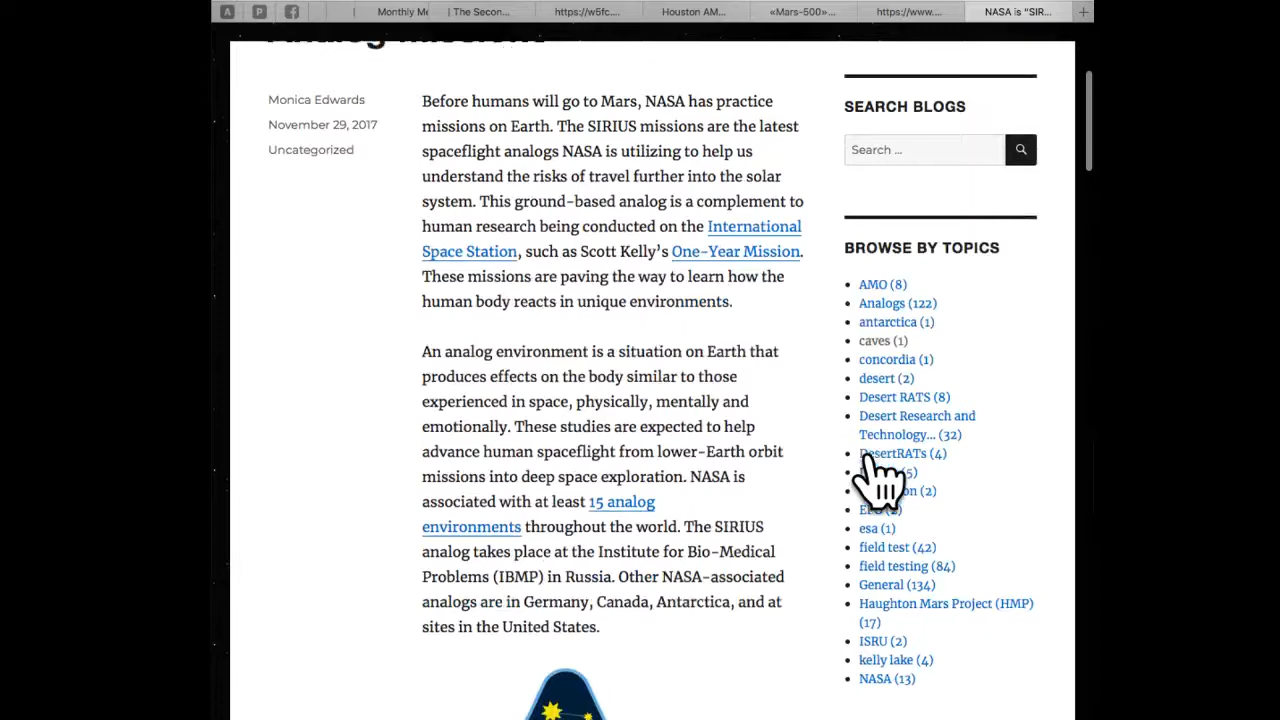 Monthly Me
| The Secon...
https://w5fc....
Houston AM...
«Mars-500»...
https://www....
NASA is “SIR...
Monica Edwards
November 29, 2017
Uncategorized
Before humans will go to Mars, NASA has practice
missions on Earth. The SIRIUS missions are the latest
spaceflight analogs NASA is utilizing to help us
understand the risks of travel further into the solar
system. This ground-based analog is a complement to
human research being conducted on the International
Space Station, such as Scott Kelly’s One-Year Mission.
These missions are paving the way to learn how the
human body reacts in unique environments.
An analog environment is a situation on Earth that
produces effects on the body similar to those
experienced in space, physically, mentally and
emotionally. These studies are expected to help
advance human spaceflight from lower-Earth orbit
missions into deep space exploration. NASA is
associated with at least 15 analog
environments throughout the world. The SIRIUS
analog takes place at the Institute for Bio-Medical
Problems (IBMP) in Russia. Other NASA-associated
analogs are in Germany, Canada, Antarctica, and at
sites in the United States.
SEARCH BLOGS
Search ...
BROWSE BY TOPICS
AMO (8)
Analogs (122)
antarctica (1)
caves (1)
concordia (1)
desert (2)
Desert RATS (8)
Desert Research and
Technology... (32)
DesertRATs (4)
(5)
(2)
(2)
esa (1)
field test (42)
field testing (84)
General (134)
Haughton Mars Project (HMP)
(17)
ISRU (2)
kelly lake (4)
NASA (13)